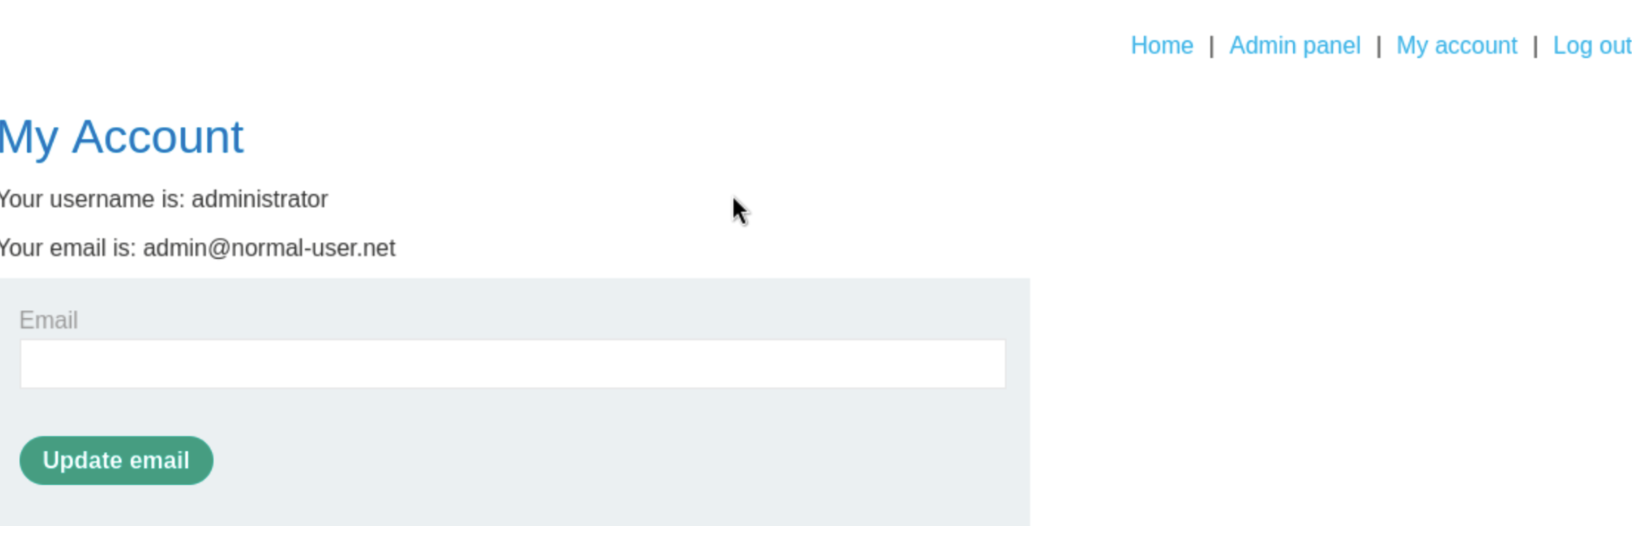 Home | Admin panel | My account | Log out
My Account
Your username is: administrator
Your email is: admin@normal-user.net
Email
Update email